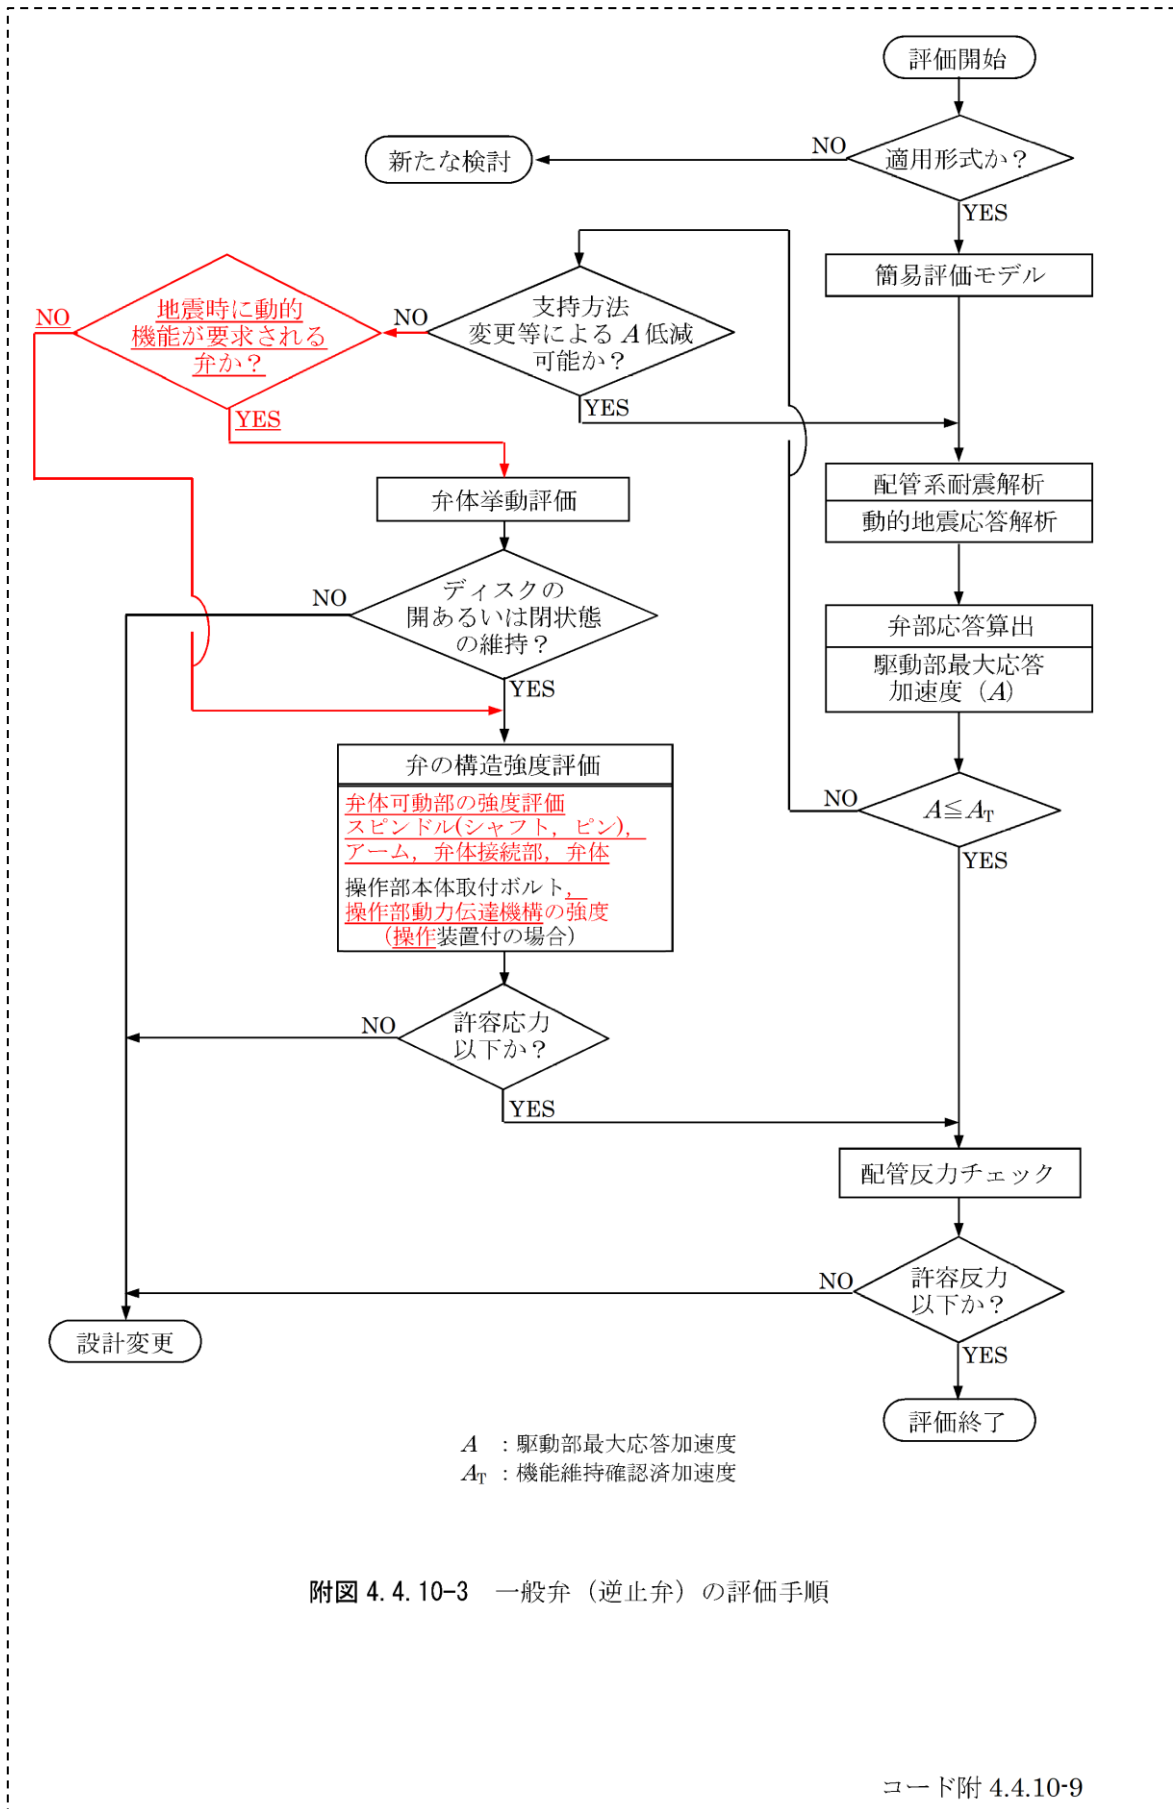 評価開始
適用形式か？
NO
新たな検討
YES
簡易評価モデル
支持方法
変更等によるA低減
可能か？
NO
YES
地震時に動的
機能が要求される
弁か？
NO
YES
配管系耐震解析
動的地震応答解析
弁体挙動評価
ディスクの
開あるいは閉状態
の維持？
NO
YES
弁部応答算出
駆動部最大応答
加速度（A）
A≦AT
NO
YES
弁の構造強度評価
弁体可動部の強度評価
スピンドル(シャフト，ピン)，
アーム，弁体接続部，弁体
操作部本体取付ボルト，
操作部動力伝達機構の強度
（操作装置付の場合）
許容応力
以下か？
NO
YES
配管反力チェック
許容反力
以下か？
NO
YES
設計変更
評価終了
A ：駆動部最大応答加速度
AT：機能維持確認済加速度
附図 4.4.10-3 一般弁（逆止弁）の評価手順
コード附 4.4.10-9